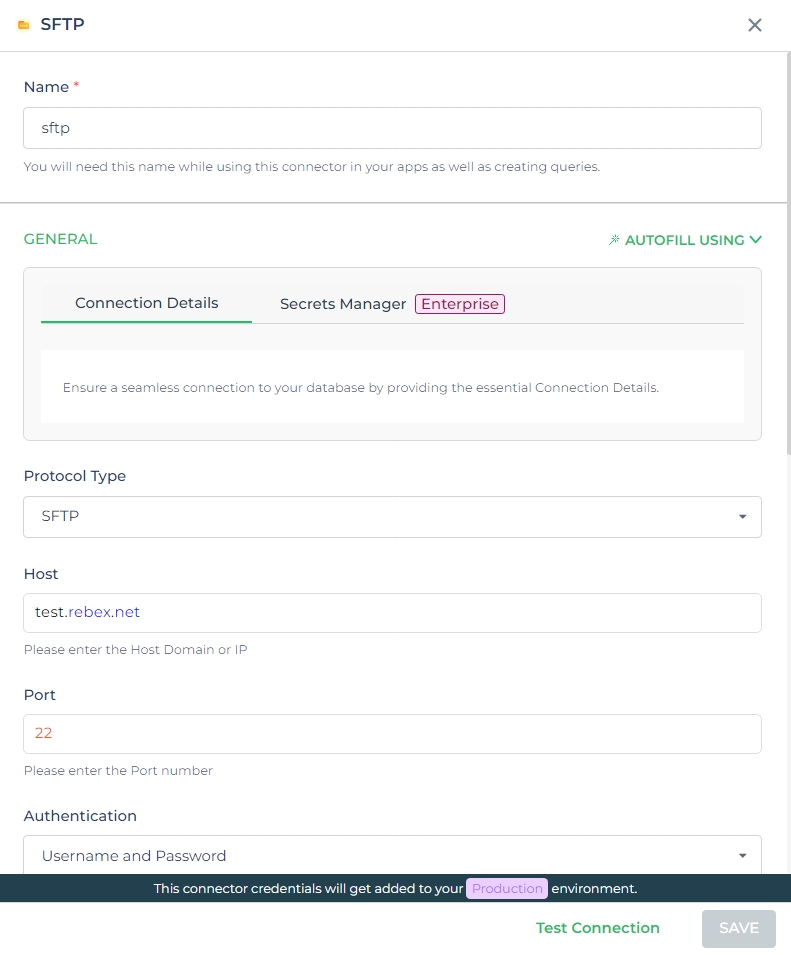 SFTP
Name *
sftp
You will need this name while using this connector in your apps as well as creating queries.
GENERAL
AUTOFILL USING
Connection Details
Secrets Manager Enterprise
Ensure a seamless connection to your database by providing the essential Connection Details.
Protocol Type
SFTP
Host
test.rebex.net
Please enter the Host Domain or IP
Port
22
Please enter the Port number
Authentication
Username and Password
This connector credentials will get added to your Production environment.
Test Connection
SAVE